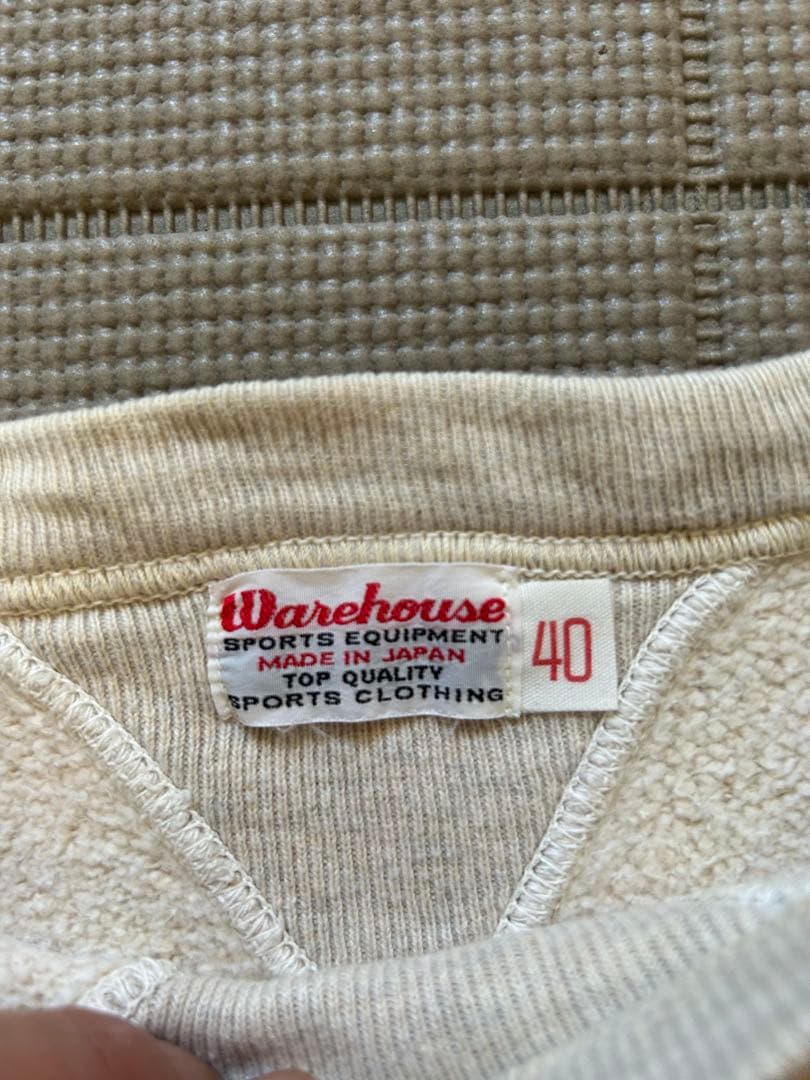 Warehouse
SPORTS EQUIPMENT
MADE IN JAPAN
TOP QUALITY
SPORTS CLOTHING
40